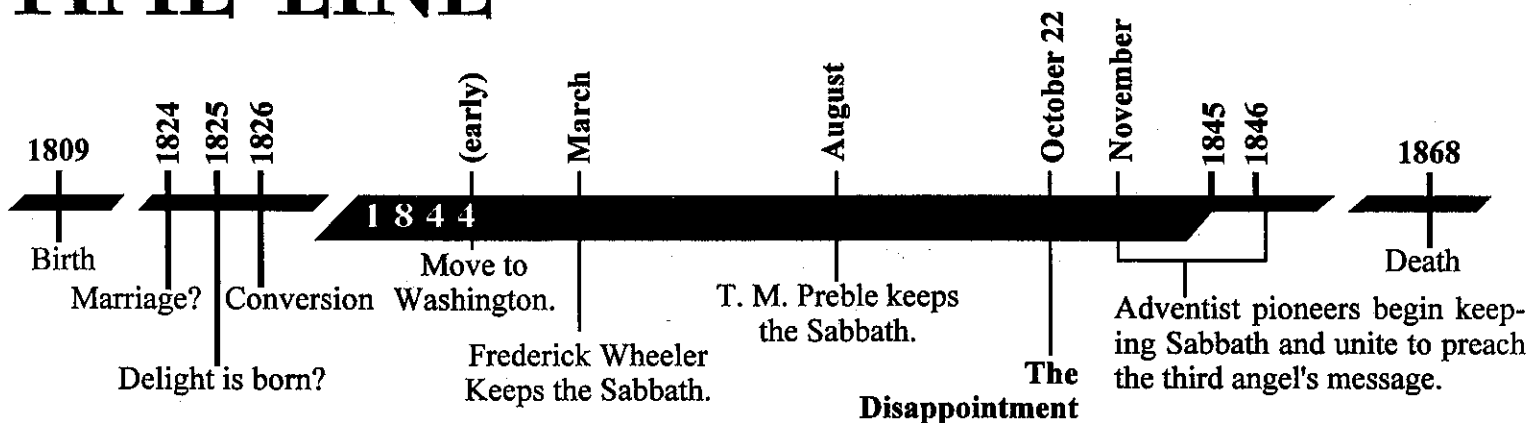 TIME LINE
1809
1824
1825
1826
(early)
March
August
October 22
November
1845
1846
1868
1844
Birth
Marriage?
Delight is born?
Conversion
Move to
Washington.
Frederick Wheeler
Keeps the Sabbath.
T. M. Preble keeps
the Sabbath.
The
Disappointment
Adventist pioneers begin keep-
ing Sabbath and unite to preach
the third angel's message.
Death